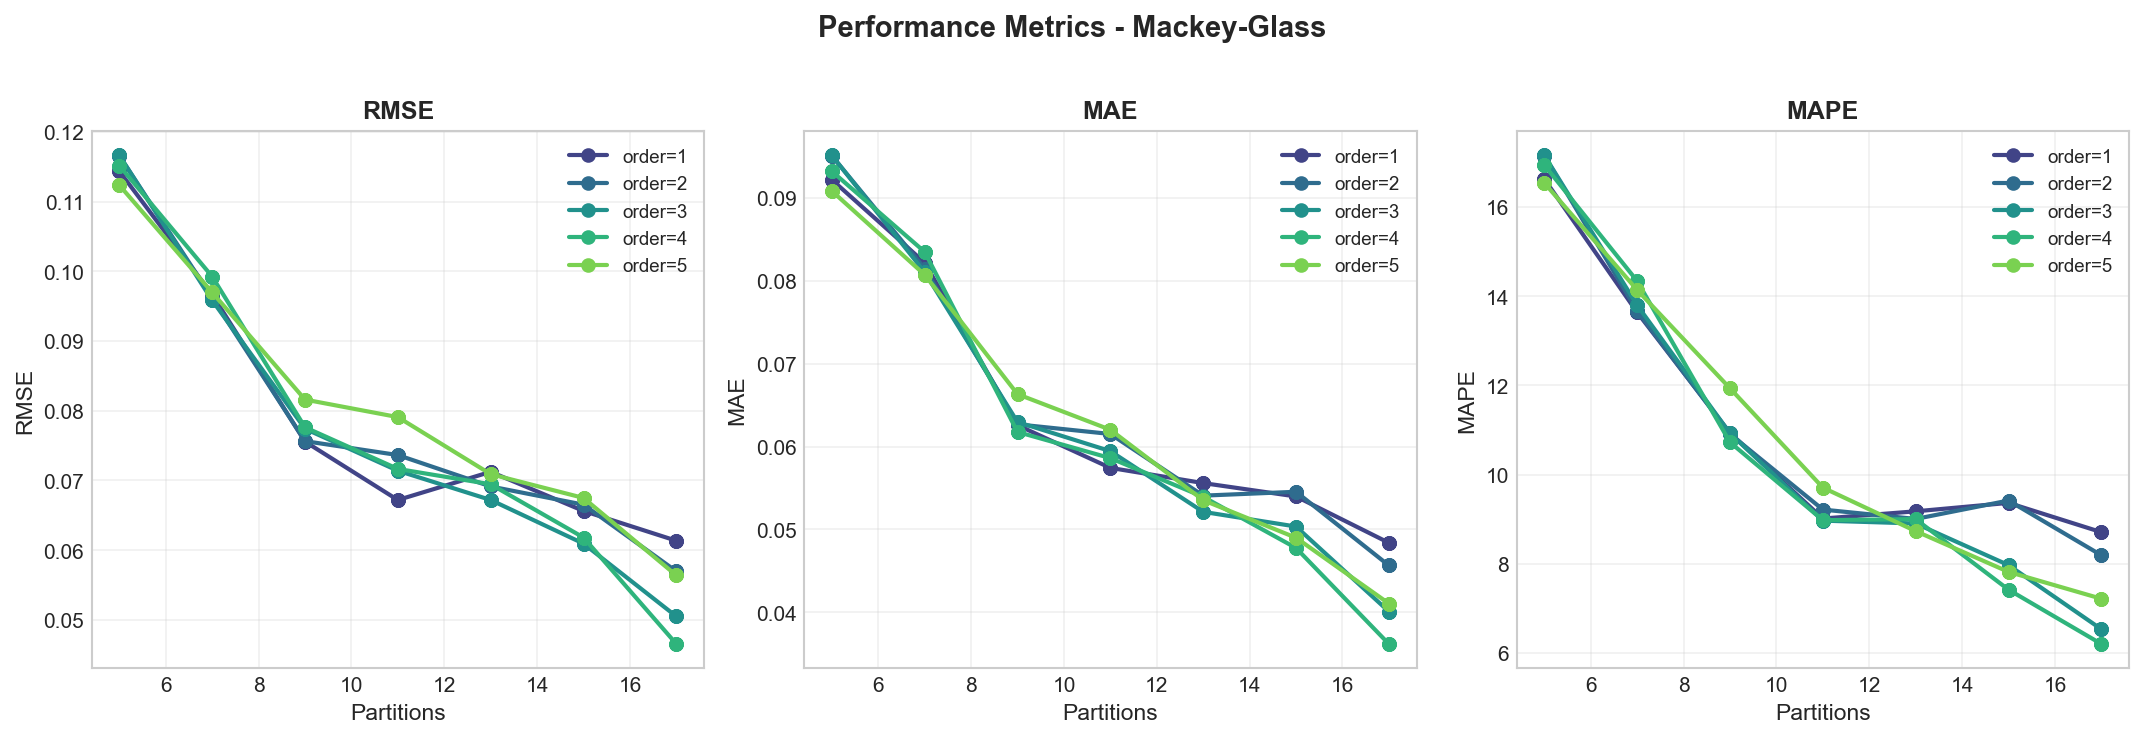 Performance Metrics - Mackey-Glass
RMSE
0.12
0.11
0.10
0.09
0.08
0.07
0.06
0.05
RMSE
6
8
10
12
14
16
Partitions
order=1
order=2
order=3
order=4
order=5
MAE
0.09
0.08
0.07
0.06
0.05
0.04
MAE
6
8
10
12
14
16
Partitions
order=1
order=2
order=3
order=4
order=5
MAPE
16
14
12
10
8
6
MAPE
6
8
10
12
14
16
Partitions
order=1
order=2
order=3
order=4
order=5